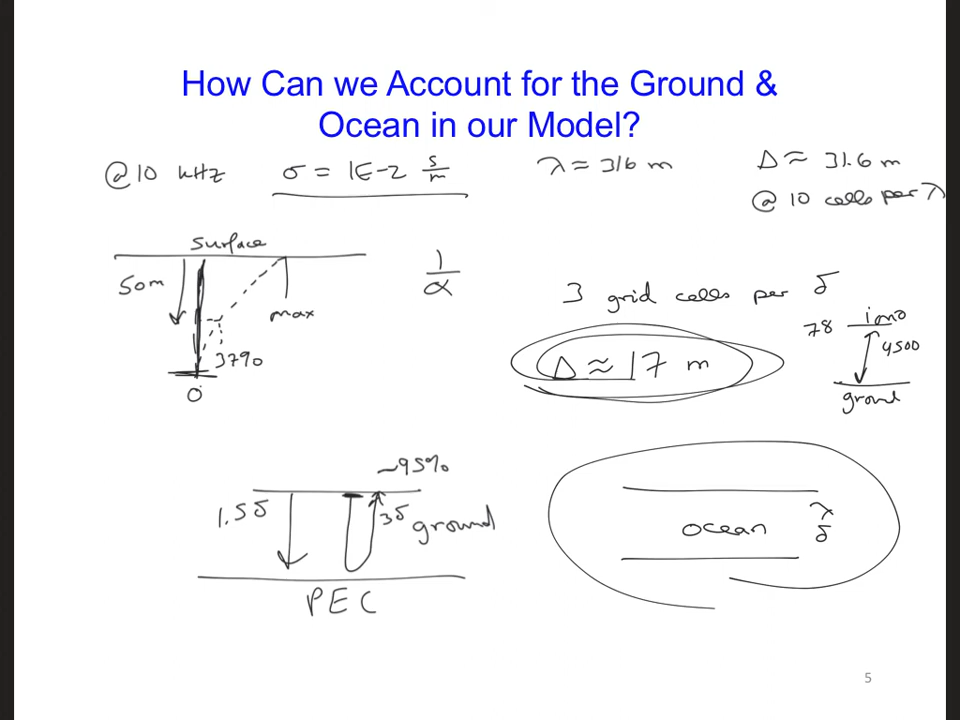 How Can we Account for the Ground &
Ocean in our Model?
@ 10 kHz σ = 1E-2 S/m λ ≈ 316 m Δ ≈ 31.6 m
@ 10 cells per λ
surface
50m
1/α
max
37%
0
3 grid cells per δ
Δ ≈ 17 m
78 iono
4500
ground
~95%
1.5δ
3δ
ground
PEC
ocean
λ
δ
5